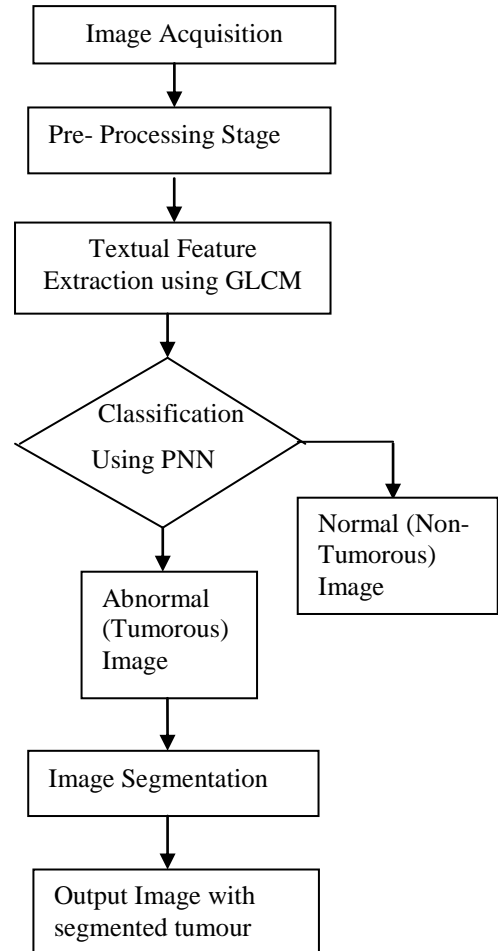 Image Acquisition
Pre- Processing Stage
Textual Feature
Extraction using GLCM
Classification
Using PNN
Normal (Non-
Tumorous)
Image
Abnormal
(Tumorous)
Image
Image Segmentation
Output Image with
segmented tumour